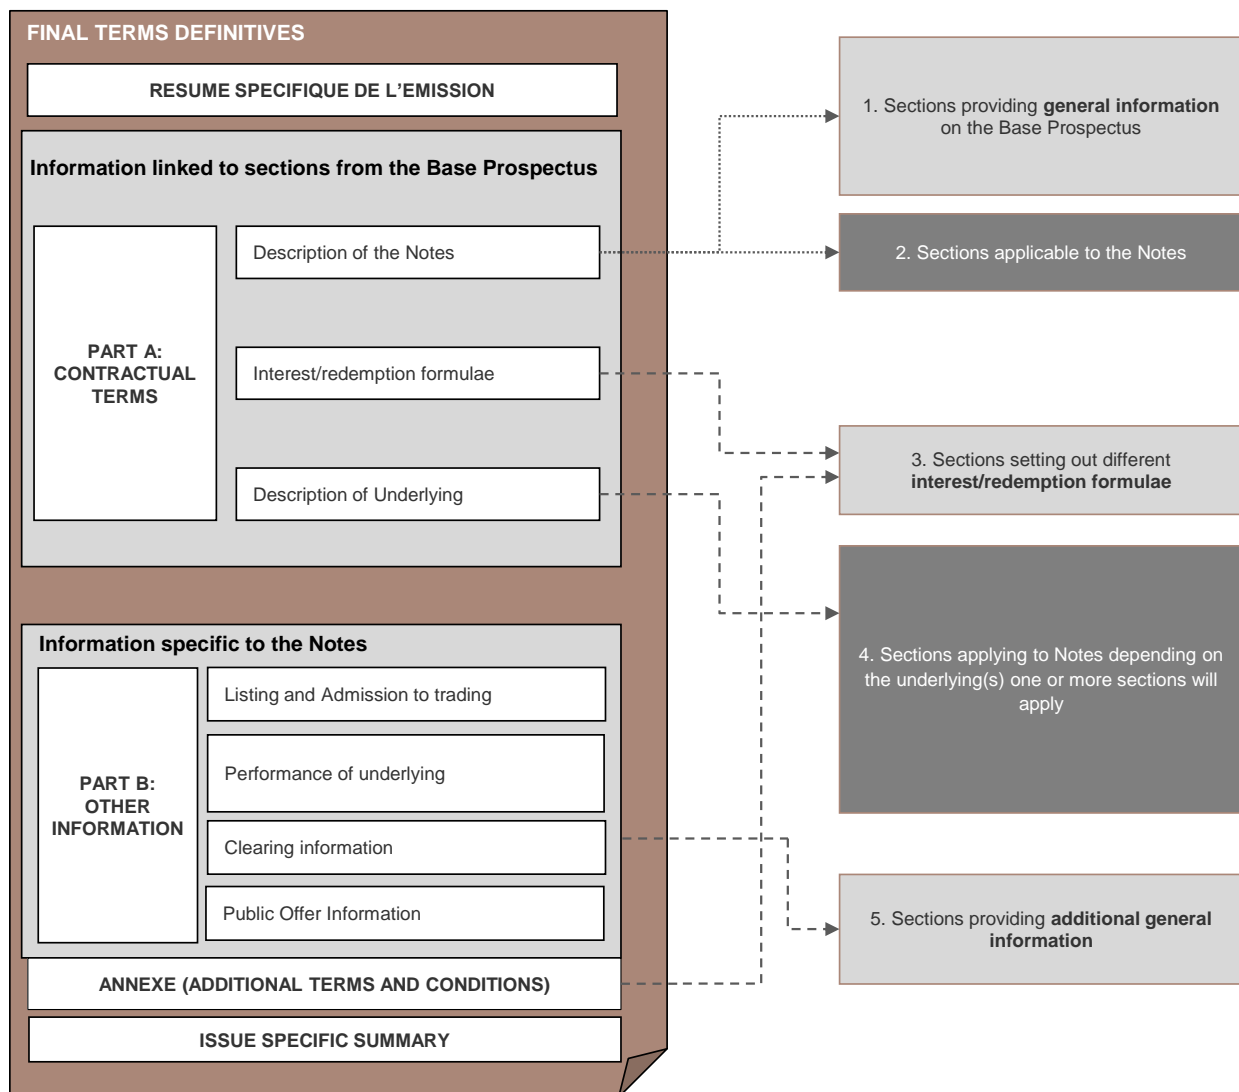 FINAL TERMS DEFINITIVES
RESUME SPECIFIQUE DE L’EMISSION
Information linked to sections from the Base Prospectus
PART A:
CONTRACTUAL
TERMS
Description of the Notes
Interest/redemption formulae
Description of Underlying
Information specific to the Notes
PART B:
OTHER
INFORMATION
Listing and Admission to trading
Performance of underlying
Clearing information
Public Offer Information
ANNEXE (ADDITIONAL TERMS AND CONDITIONS)
ISSUE SPECIFIC SUMMARY
1. Sections providing general information
on the Base Prospectus
2. Sections applicable to the Notes
3. Sections setting out different
interest/redemption formulae
4. Sections applying to Notes depending on
the underlying(s) one or more sections will
apply
5. Sections providing additional general
information